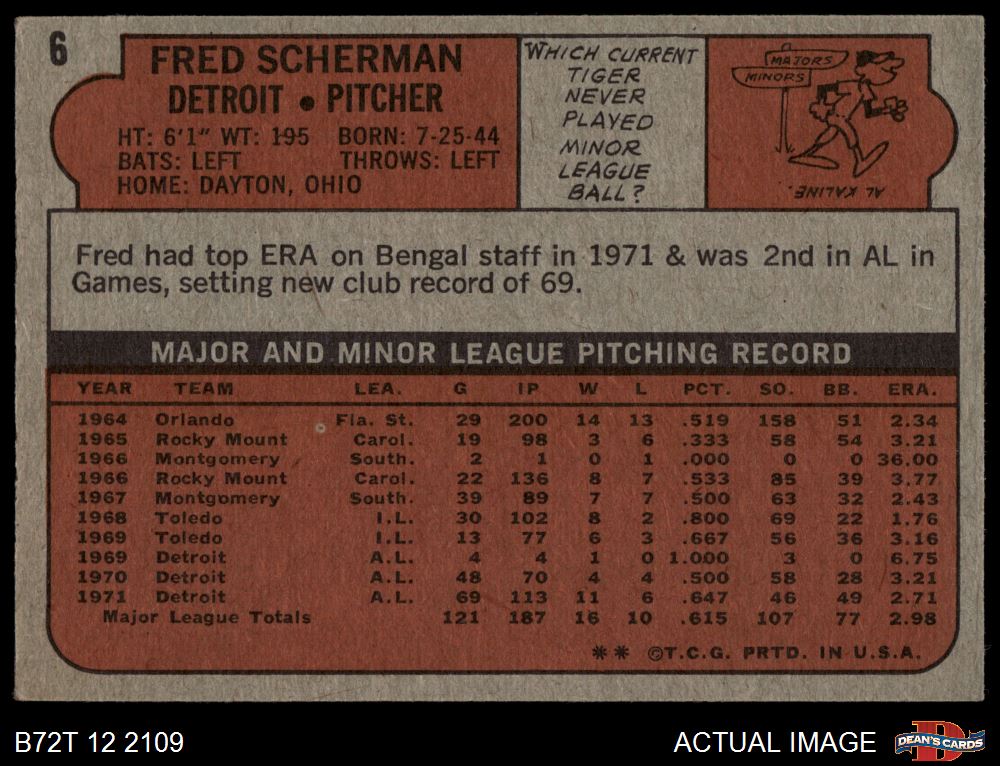 6
FRED SCHERMAN
DETROIT • PITCHER
HT: 6'1" WT: 195 BORN: 7-25-44
BATS: LEFT THROWS: LEFT
HOME: DAYTON, OHIO
WHICH CURRENT
TIGER
NEVER
PLAYED
MINOR
LEAGUE
BALL?
MAJORS
MINORS
AL KALINE.
Fred had top ERA on Bengal staff in 1971 & was 2nd in AL in
Games, setting new club record of 69.
MAJOR AND MINOR LEAGUE PITCHING RECORD
YEAR TEAM LEA. G IP W L PCT. SO. BB. ERA.
1964 Orlando Fla. St. 29 200 14 13 .519 158 51 2.34
1965 Rocky Mount Carol. 19 98 3 6 .333 58 54 3.21
1966 Montgomery South. 2 1 0 1 .000 0 0 36.00
1966 Rocky Mount Carol. 22 136 8 7 .533 85 39 3.77
1967 Montgomery South. 39 89 7 7 .500 63 32 2.43
1968 Toledo I.L. 30 102 8 2 .800 69 22 1.76
1969 Toledo I.L. 13 77 6 3 .667 56 36 3.16
1969 Detroit A.L. 4 4 1 0 1.000 3 0 6.75
1970 Detroit A.L. 48 70 4 4 .500 58 28 3.21
1971 Detroit A.L. 69 113 11 6 .647 46 49 2.71
Major League Totals 121 187 16 10 .615 107 77 2.98
** ©T.C.G. PRTD. IN U.S.A.
B72T 12 2109
ACTUAL IMAGE
DEAN'S CARDS